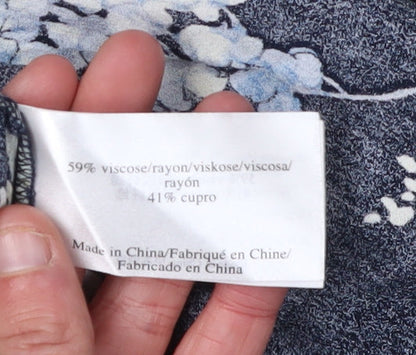 59% viscose/rayon/viskose/viscosa/
rayón
41% cupro
Made in China/Fabriqué en Chine/
Fabricado en China